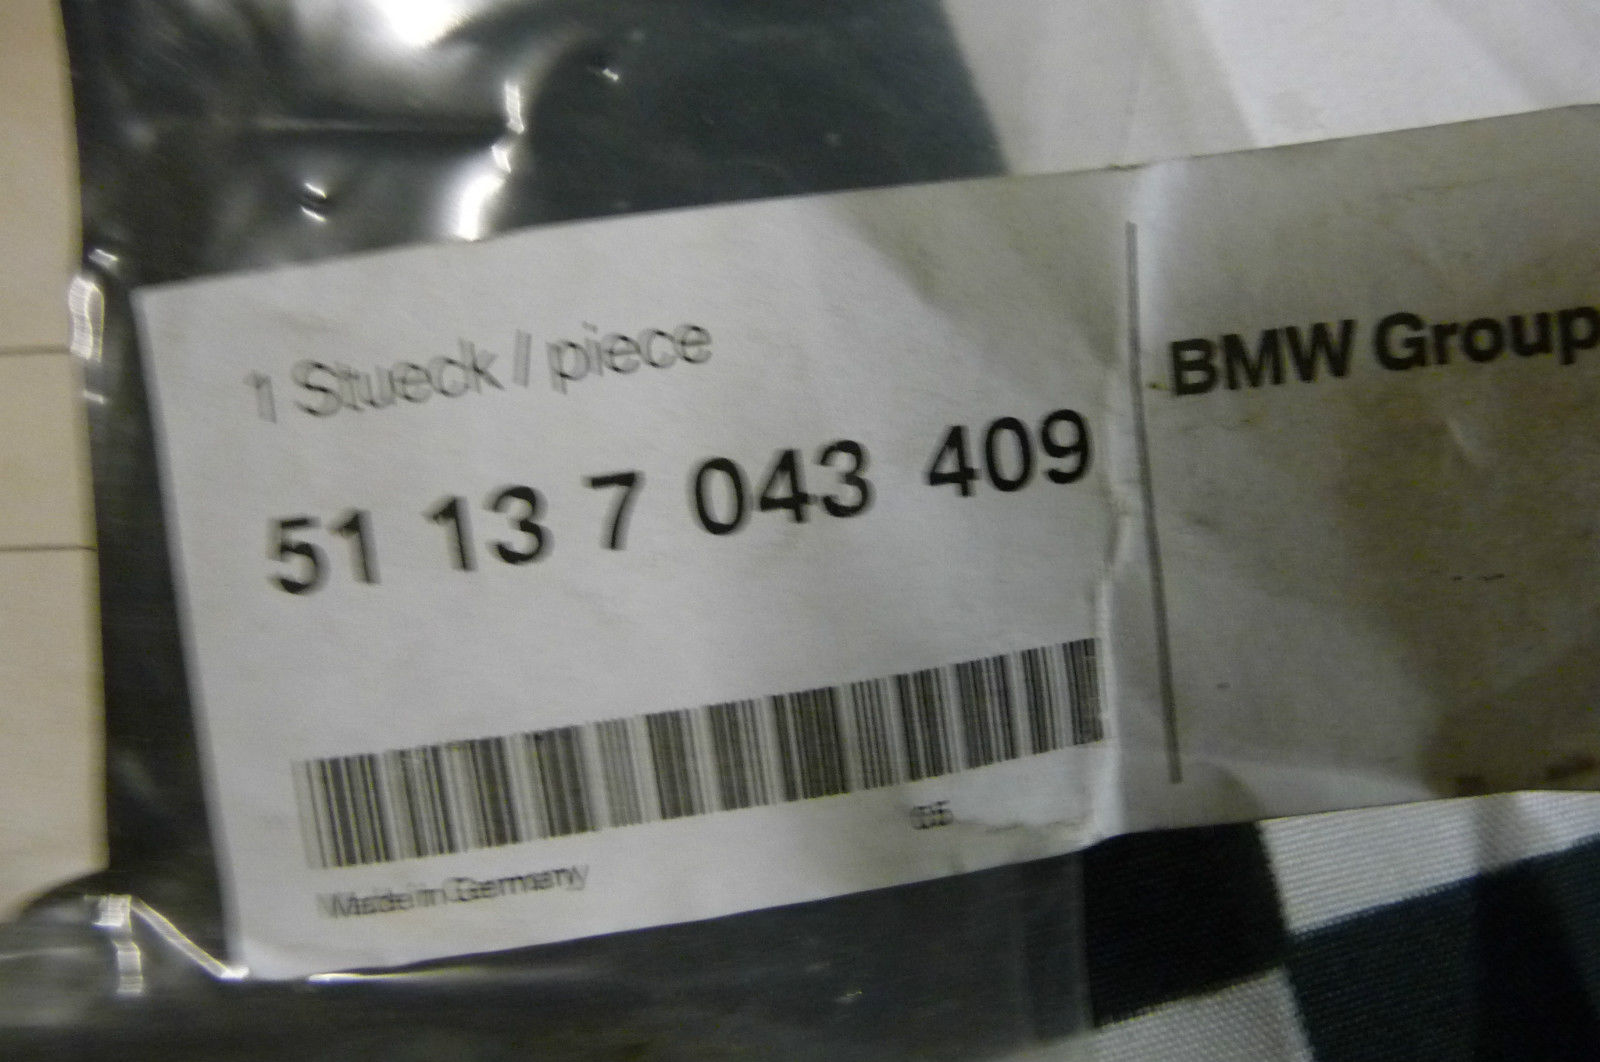 1 Stueck / piece
BMW Group
51 13 7 043 409
Made in Germany